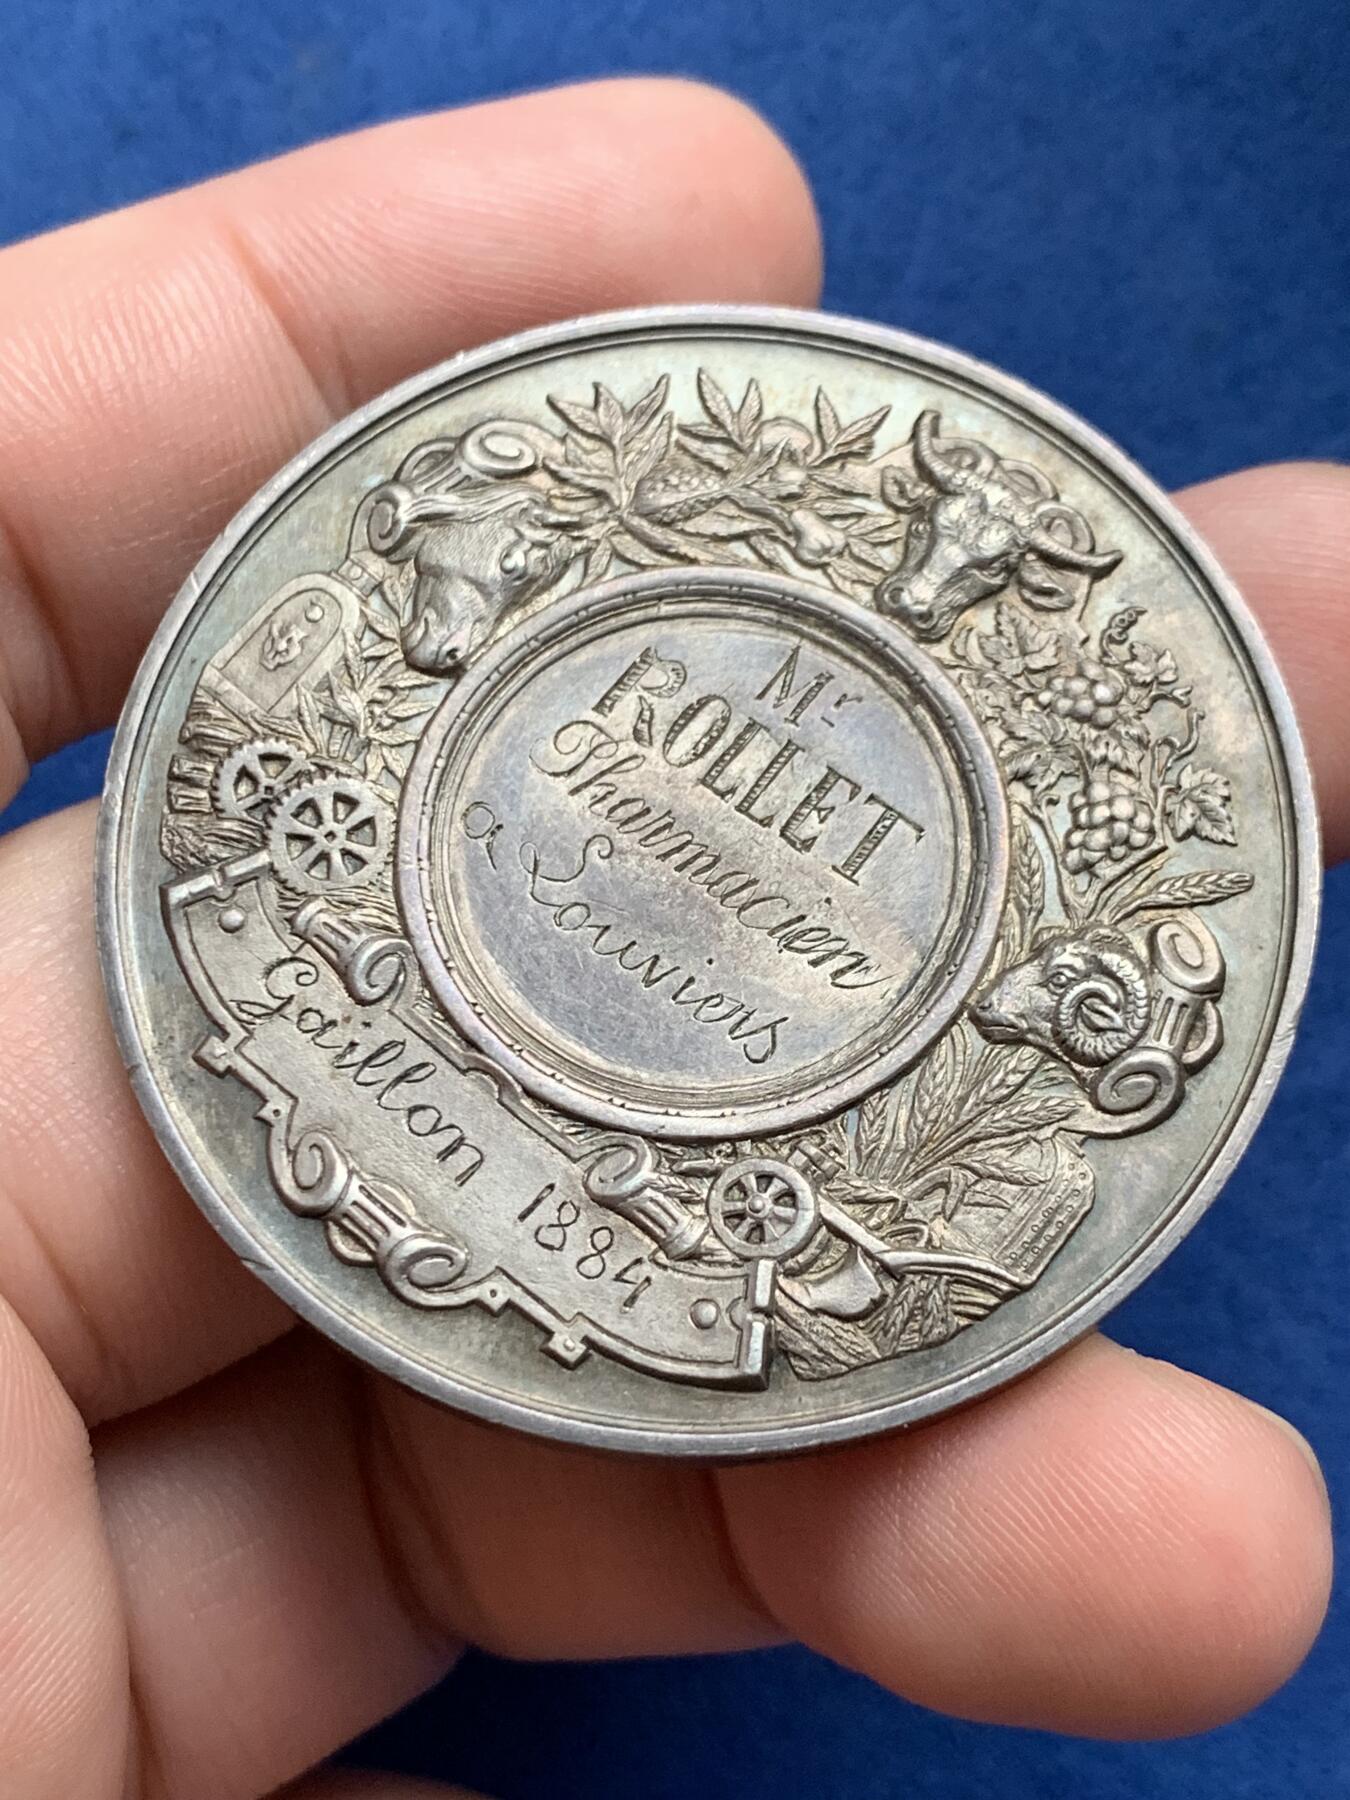 Mr
ROLLET
Pharmacien
a Louviers
Gaillon 1884